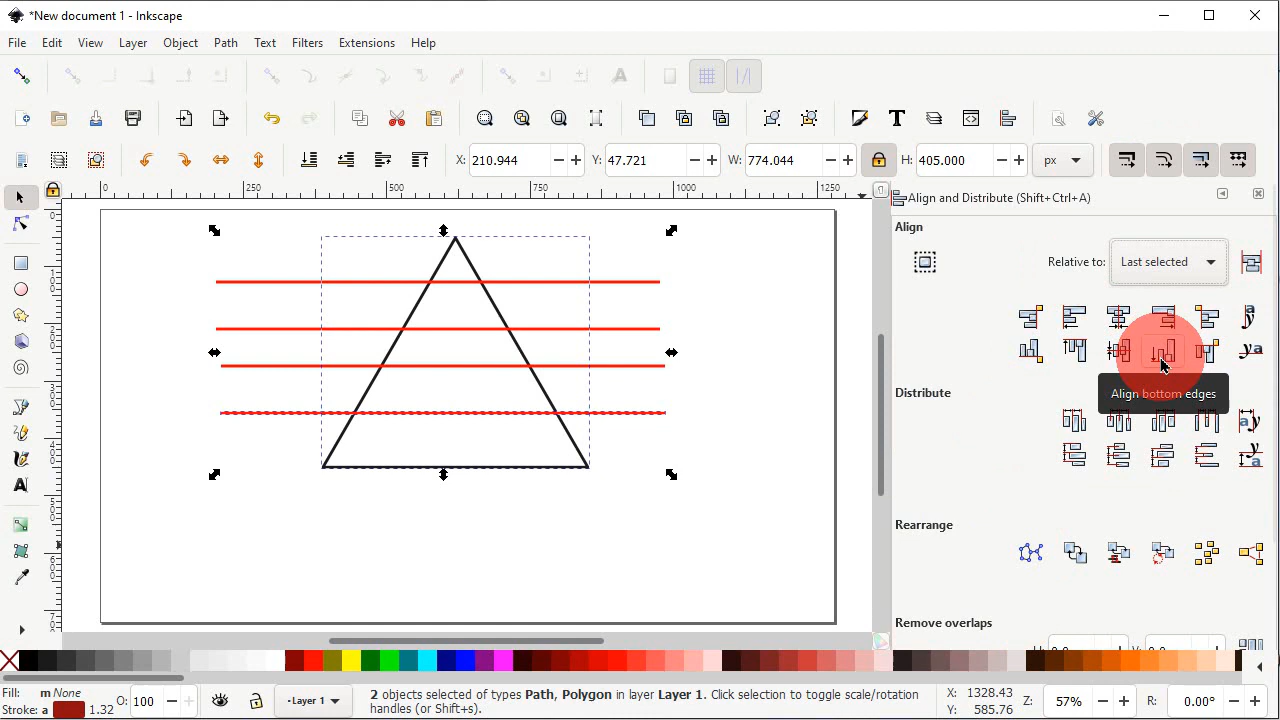 *New document 1 - Inkscape
File Edit View Layer Object Path Text Filters Extensions Help
X: 210.944 Y: 47.721 W: 774.044 H: 405.000 px
0 250 500 750 1000 1250
Align and Distribute (Shift+Ctrl+A)
Align
Relative to: Last selected
Align bottom edges
Distribute
Rearrange
Remove overlaps
Fill: m None
Stroke: a 1.32
O: 100
Layer 1
2 objects selected of types Path, Polygon in layer Layer 1. Click selection to toggle scale/rotation
handles (or Shift+s).
X: 1328.43
Y: 585.76
Z: 57%
R: 0.00°